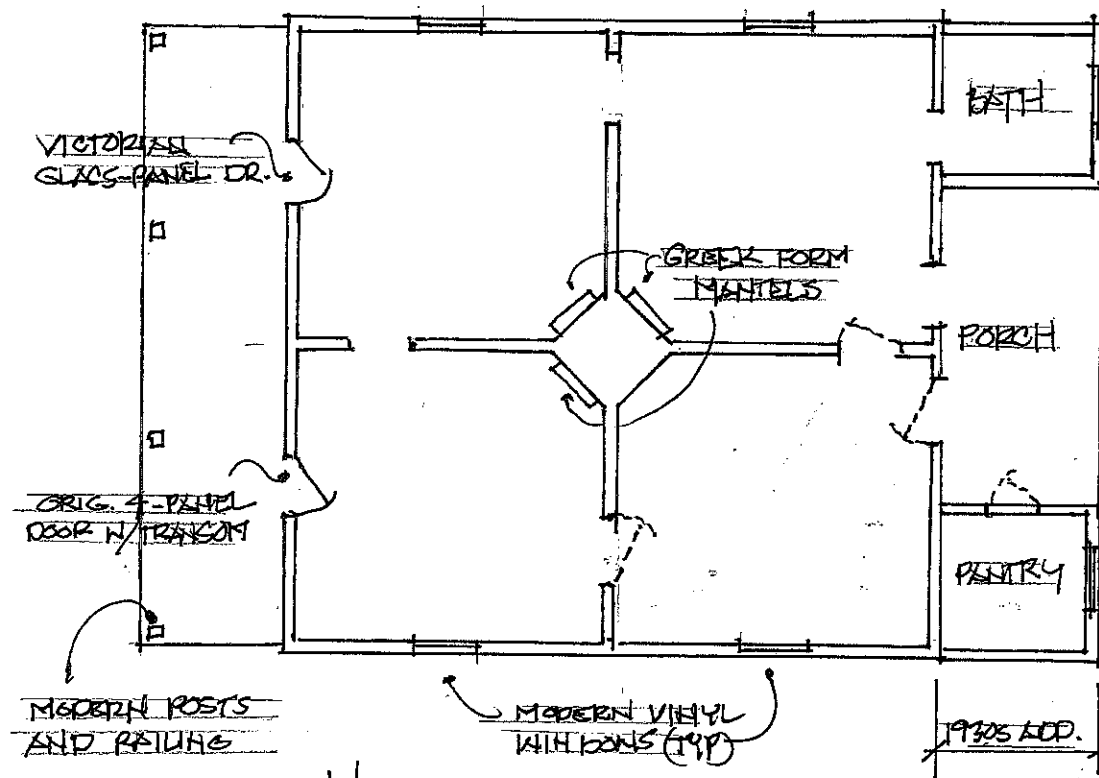 BATH
VICTORIAN
GLASS-PANEL DR.
GREEK FORM
MANTELS
PORCH
ORIG. 4-PANEL
DOOR W/TRANSOM
PANTRY
MODERN POSTS
AND RAILING
MODERN VINYL
WINDOWS (TYP)
1930S ADD.